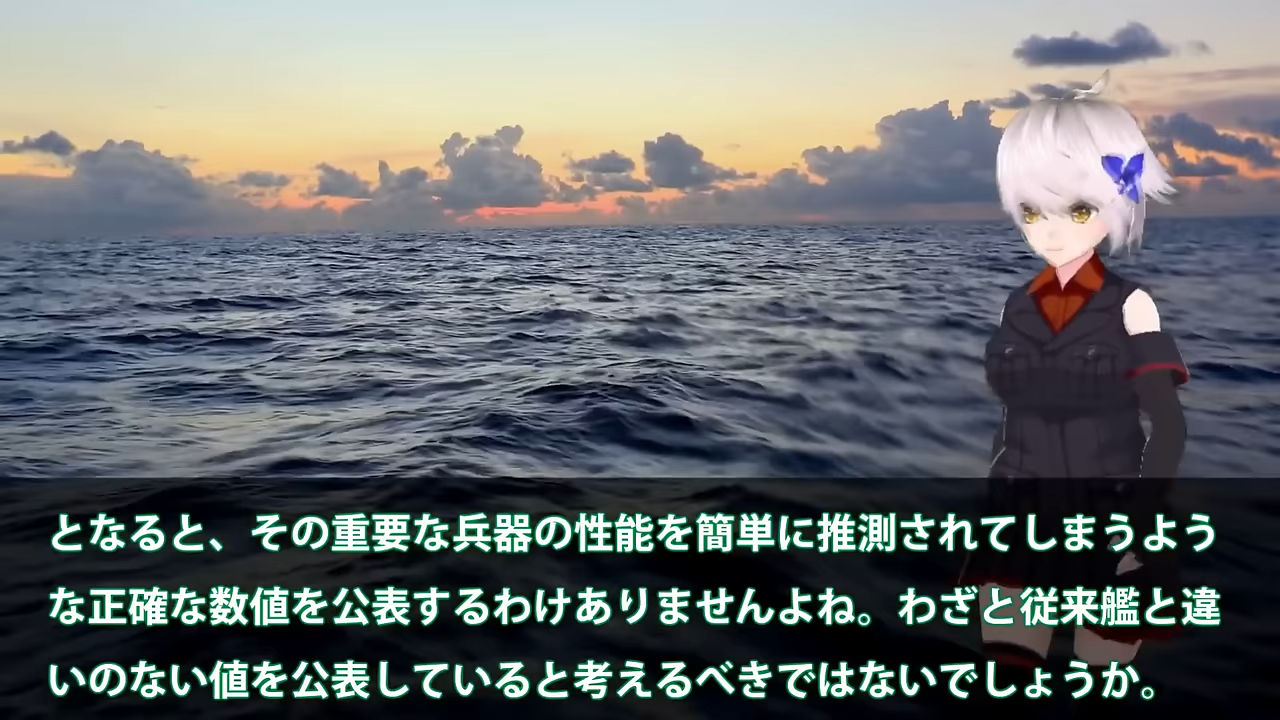 となると、その重要な兵器の性能を簡単に推測されてしまうよう
な正確な数値を公表するわけありませんよね。わざと従来艦と違
いのない値を公表していると考えるべきではないでしょうか。